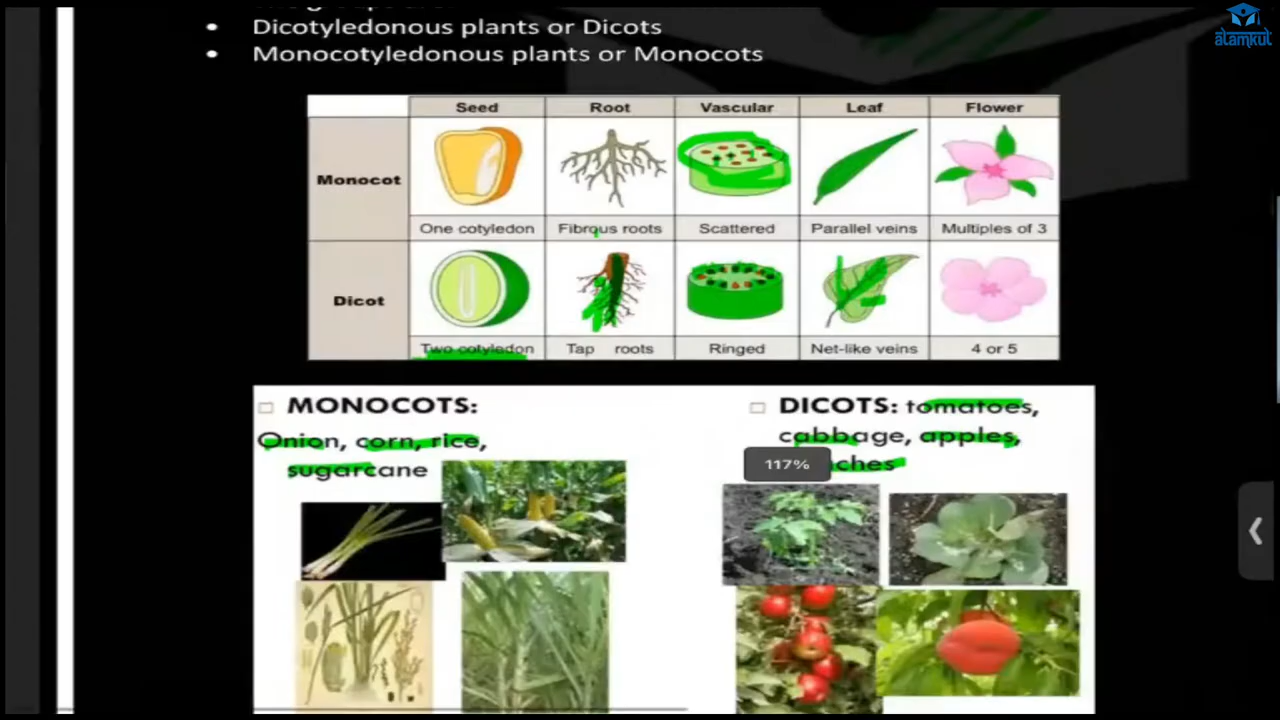 Dicotyledonous plants or Dicots
Monocotyledonous plants or Monocots
alamkul
Seed Root Vascular Leaf Flower
Monocot
One cotyledon Fibrous roots Scattered Parallel veins Multiples of 3
Dicot
Two cotyledon Tap roots Ringed Net-like veins 4 or 5
MONOCOTS:
Onion, corn, rice,
sugarcane
DICOTS: tomatoes,
cabbage, apples,
117%